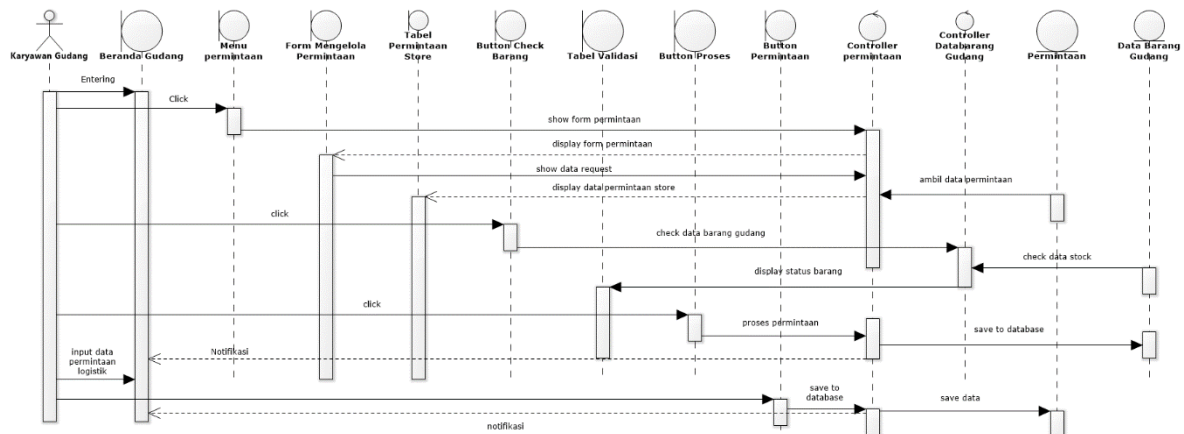 Karyawan Gudang
Beranda Gudang
Menu
permintaan
Form Mengelola
Permintaan
Tabel
Permintaan
Store
Button Check
Barang
Tabel Validasi
Button Proses
Button
Permintaan
Controller
permintaan
Controller
Databarang
Gudang
Permintaan
Data Barang
Gudang
Entering
Click
show form permintaan
display form permintaan
show data request
ambil data permintaan
display data permintaan store
click
check data barang gudang
check data stock
display status barang
click
proses permintaan
save to database
Notifikasi
input data
permintaan
logistik
save to
database
save data
notifikasi